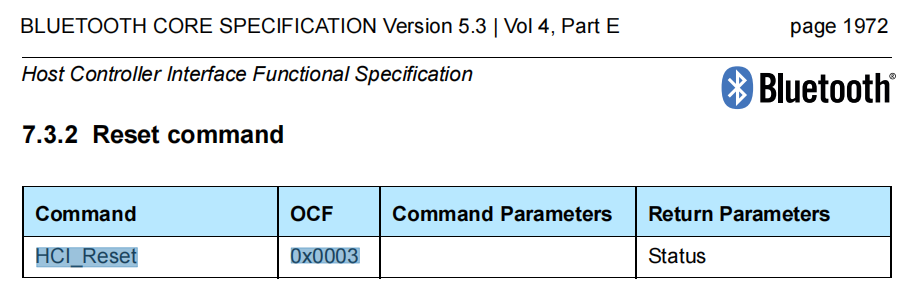 BLUETOOTH CORE SPECIFICATION Version 5.3 | Vol 4, Part E page 1972
Host Controller Interface Functional Specification
Bluetooth®
7.3.2 Reset command
Command OCF Command Parameters Return Parameters
HCI_Reset 0x0003 Status